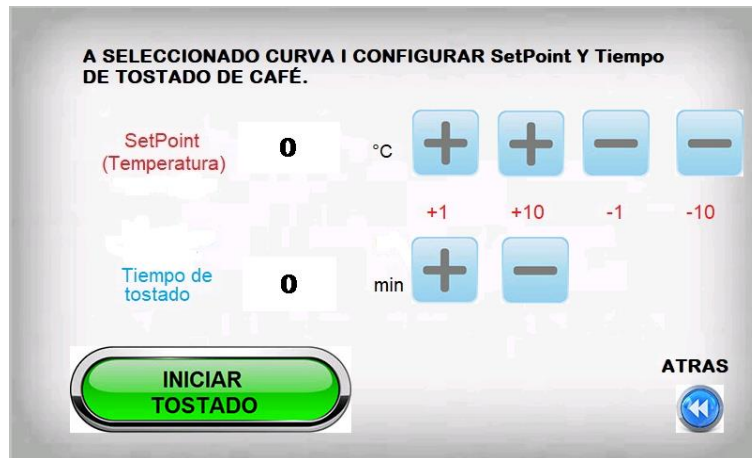 A SELECCIONADO CURVA I CONFIGURAR SetPoint Y Tiempo
DE TOSTADO DE CAFÉ.
SetPoint
(Temperatura)
0
°C
+1
+10
-1
-10
Tiempo de
tostado
0
min
INICIAR
TOSTADO
ATRAS